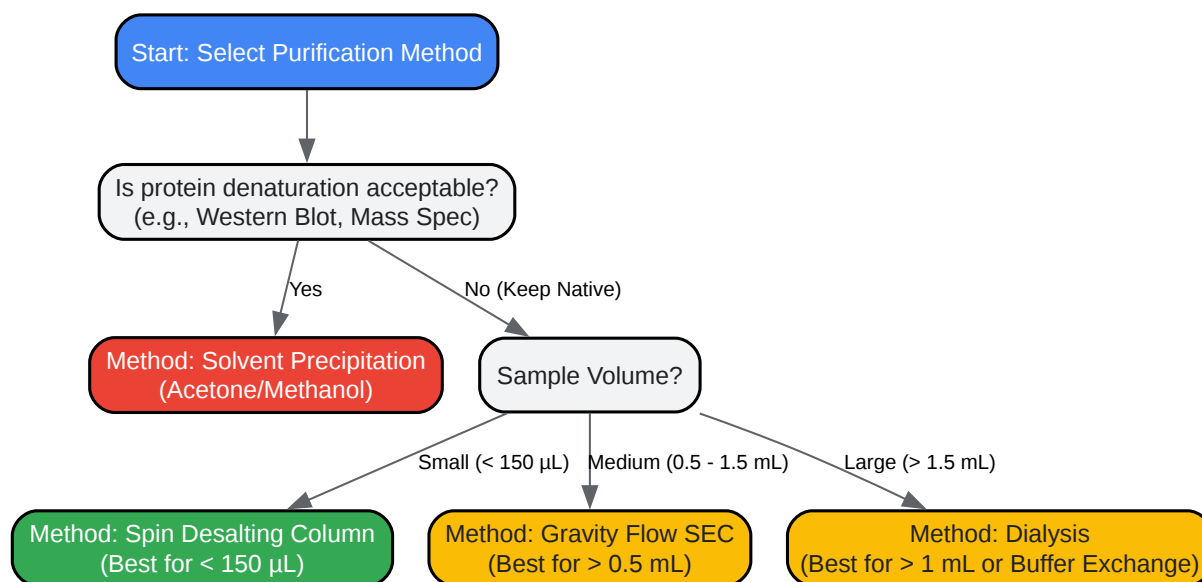 Start: Select Purification Method
Is protein denaturation acceptable?
(e.g., Western Blot, Mass Spec)
Yes
No (Keep Native)
Method: Solvent Precipitation
(Acetone/Methanol)
Sample Volume?
Small (< 150 µL)
Medium (0.5 - 1.5 mL)
Large (> 1.5 mL)
Method: Spin Desalting Column
(Best for < 150 µL)
Method: Gravity Flow SEC
(Best for > 0.5 mL)
Method: Dialysis
(Best for > 1 mL or Buffer Exchange)